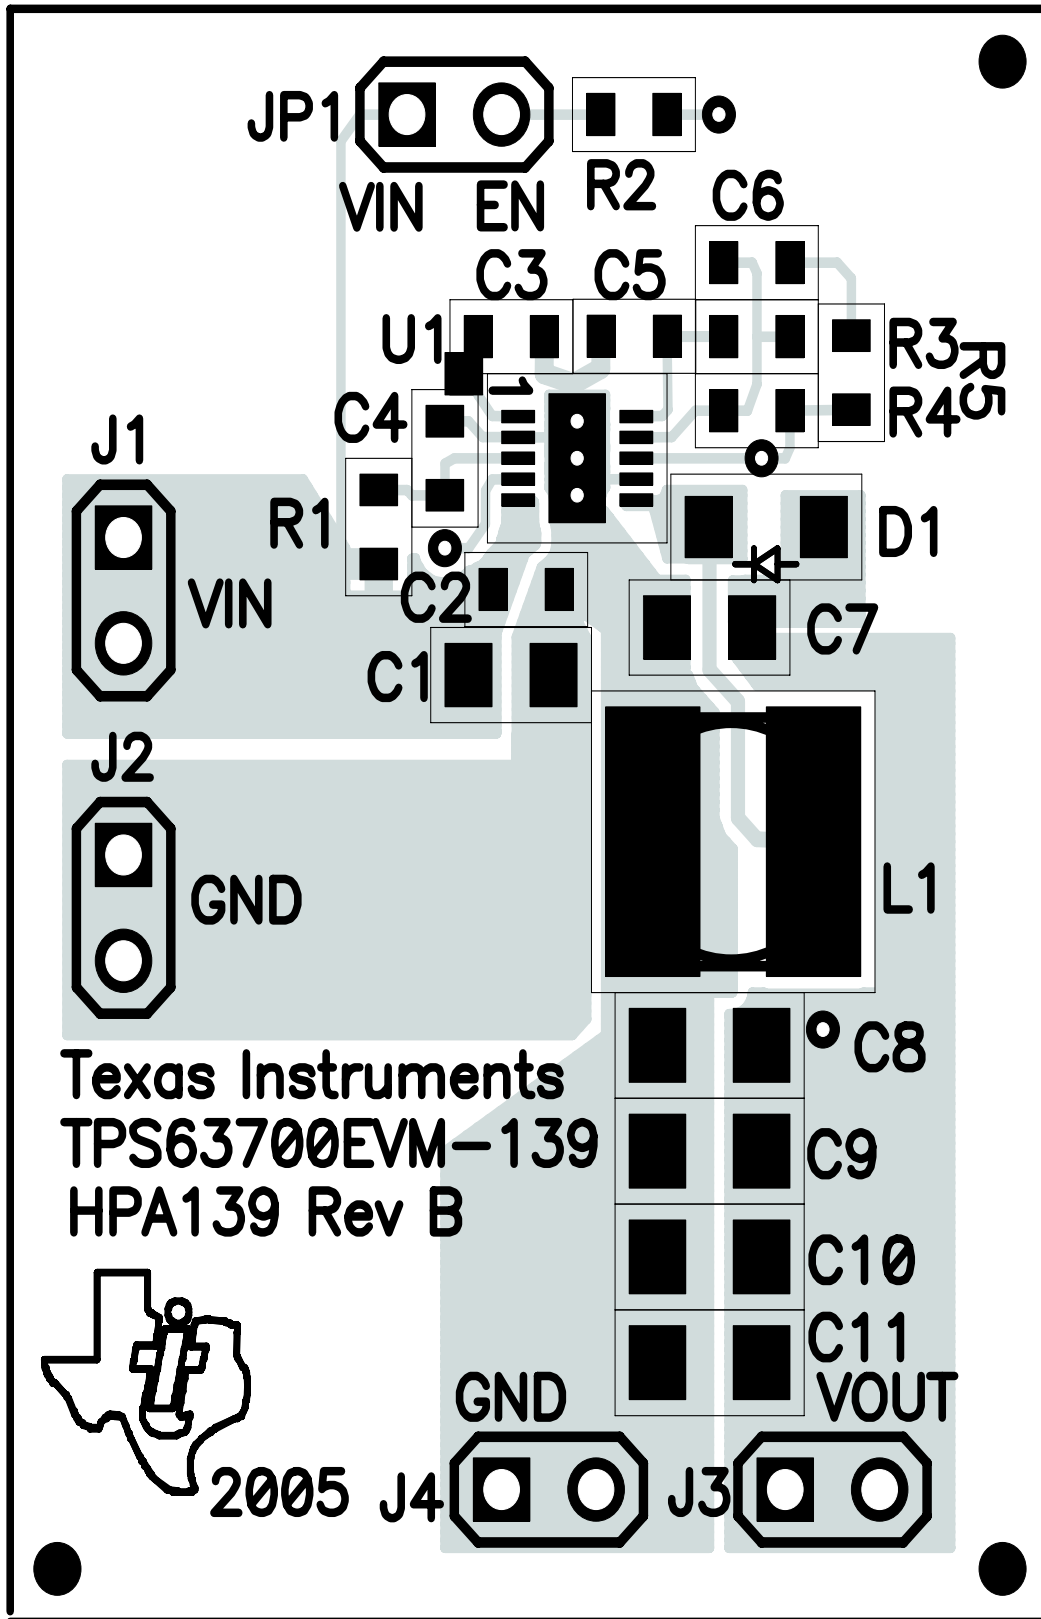 JP1
VIN EN
R2
C6
C3
C5
U1
R3
R5
1
C4
R4
J1
R1
D1
VIN
C2
C7
C1
J2
L1
GND
C8
Texas Instruments
TPS63700EVM-139
C9
HPA139 Rev B
C10
C11
GND
VOUT
2005
J4
J3